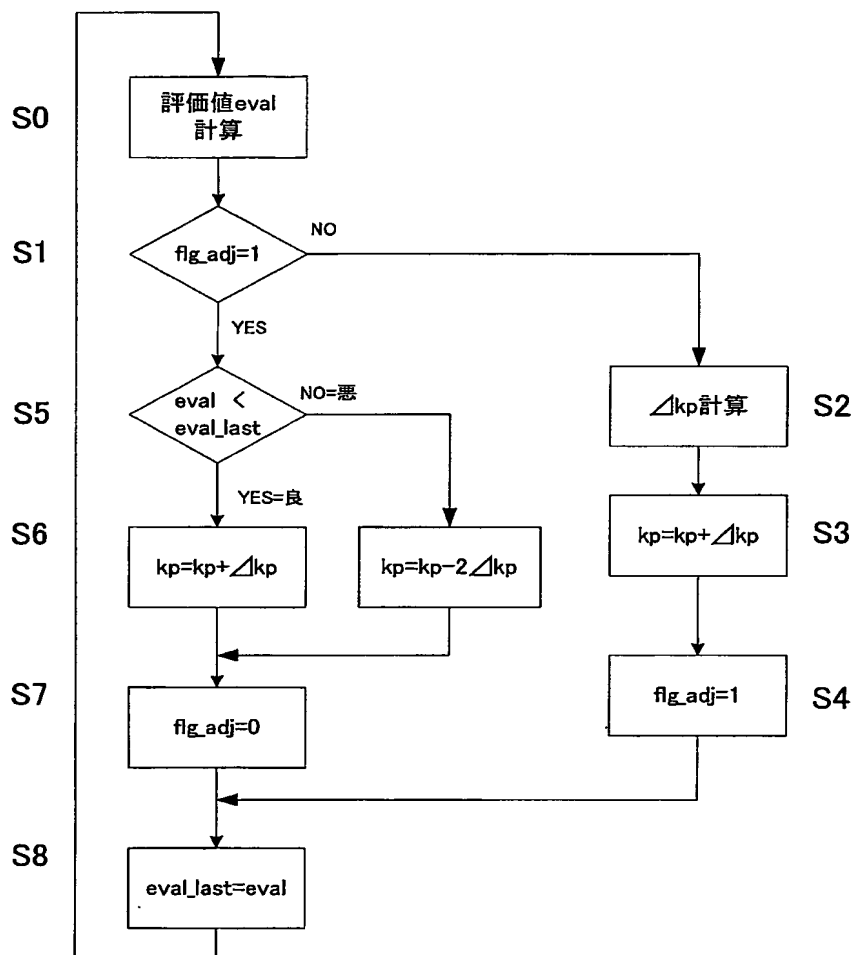 S0
評価値eval
計算
S1
flg_adj=1
NO
YES
S5
eval <
eval_last
NO=悪
YES=良
⊿kp計算
S2
S6
kp=kp+⊿kp
kp=kp-2⊿kp
kp=kp+⊿kp
S3
S7
flg_adj=0
flg_adj=1
S4
S8
eval_last=eval